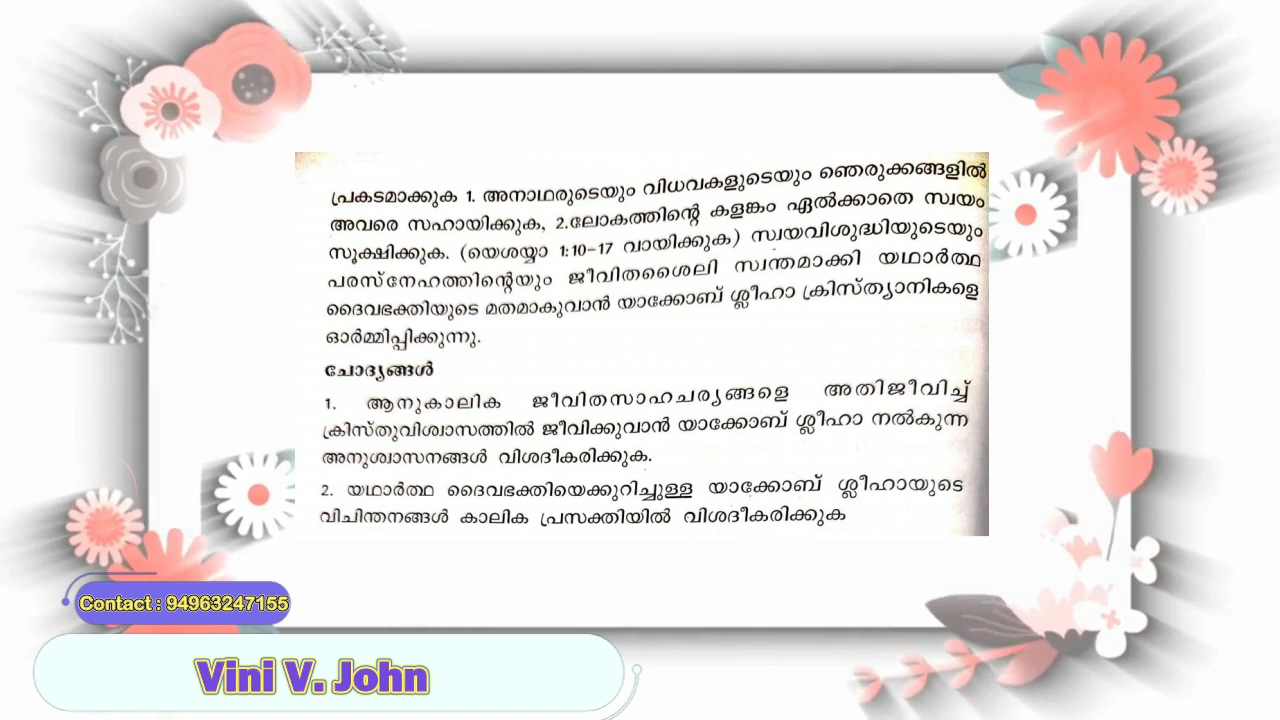 പ്രകടമാക്കുക 1. അനാഥരുടെയും വിധവകളുടെയും ഞെരുക്കങ്ങളിൽ
അവരെ സഹായിക്കുക, 2.ലോകത്തിന്റെ കളങ്കം ഏൽക്കാതെ സ്വയം
സൂക്ഷിക്കുക. (യെശയ്യാ 1:10-17 വായിക്കുക) സ്വയവിശുദ്ധിയുടെയും
പരസ്നേഹത്തിന്റെയും ജീവിതശൈലി സ്വന്തമാക്കി യഥാർത്ഥ
ദൈവഭക്തിയുടെ മതമാകുവാൻ യാക്കോബ് ശ്ലീഹാ ക്രിസ്ത്യാനികളെ
ഓർമ്മിപ്പിക്കുന്നു.
ചോദ്യങ്ങൾ
1. ആനുകാലിക ജീവിതസാഹചര്യങ്ങളെ അതിജീവിച്ച്
ക്രിസ്തുവിശ്വാസത്തിൽ ജീവിക്കുവാൻ യാക്കോബ് ശ്ലീഹാ നൽകുന്ന
അനുശ്വാസനങ്ങൾ വിശദീകരിക്കുക.
2. യഥാർത്ഥ ദൈവഭക്തിയെക്കുറിച്ചുള്ള യാക്കോബ് ശ്ലീഹായുടെ
വിചിന്തനങ്ങൾ കാലിക പ്രസക്തിയിൽ വിശദീകരിക്കുക
Contact : 94963247155
Vini V. John